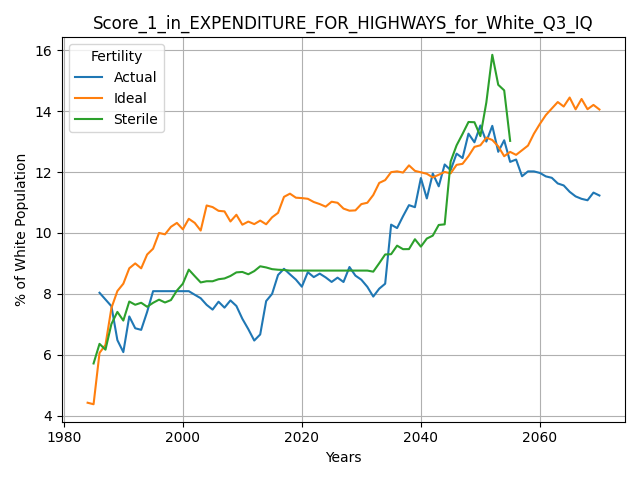 Score_1_in_EXPENDITURE_FOR_HIGHWAYS_for_White_Q3_IQ
Fertility
Actual
Ideal
Sterile
% of White Population
16
14
12
10
8
6
4
1980
2000
2020
2040
2060
Years